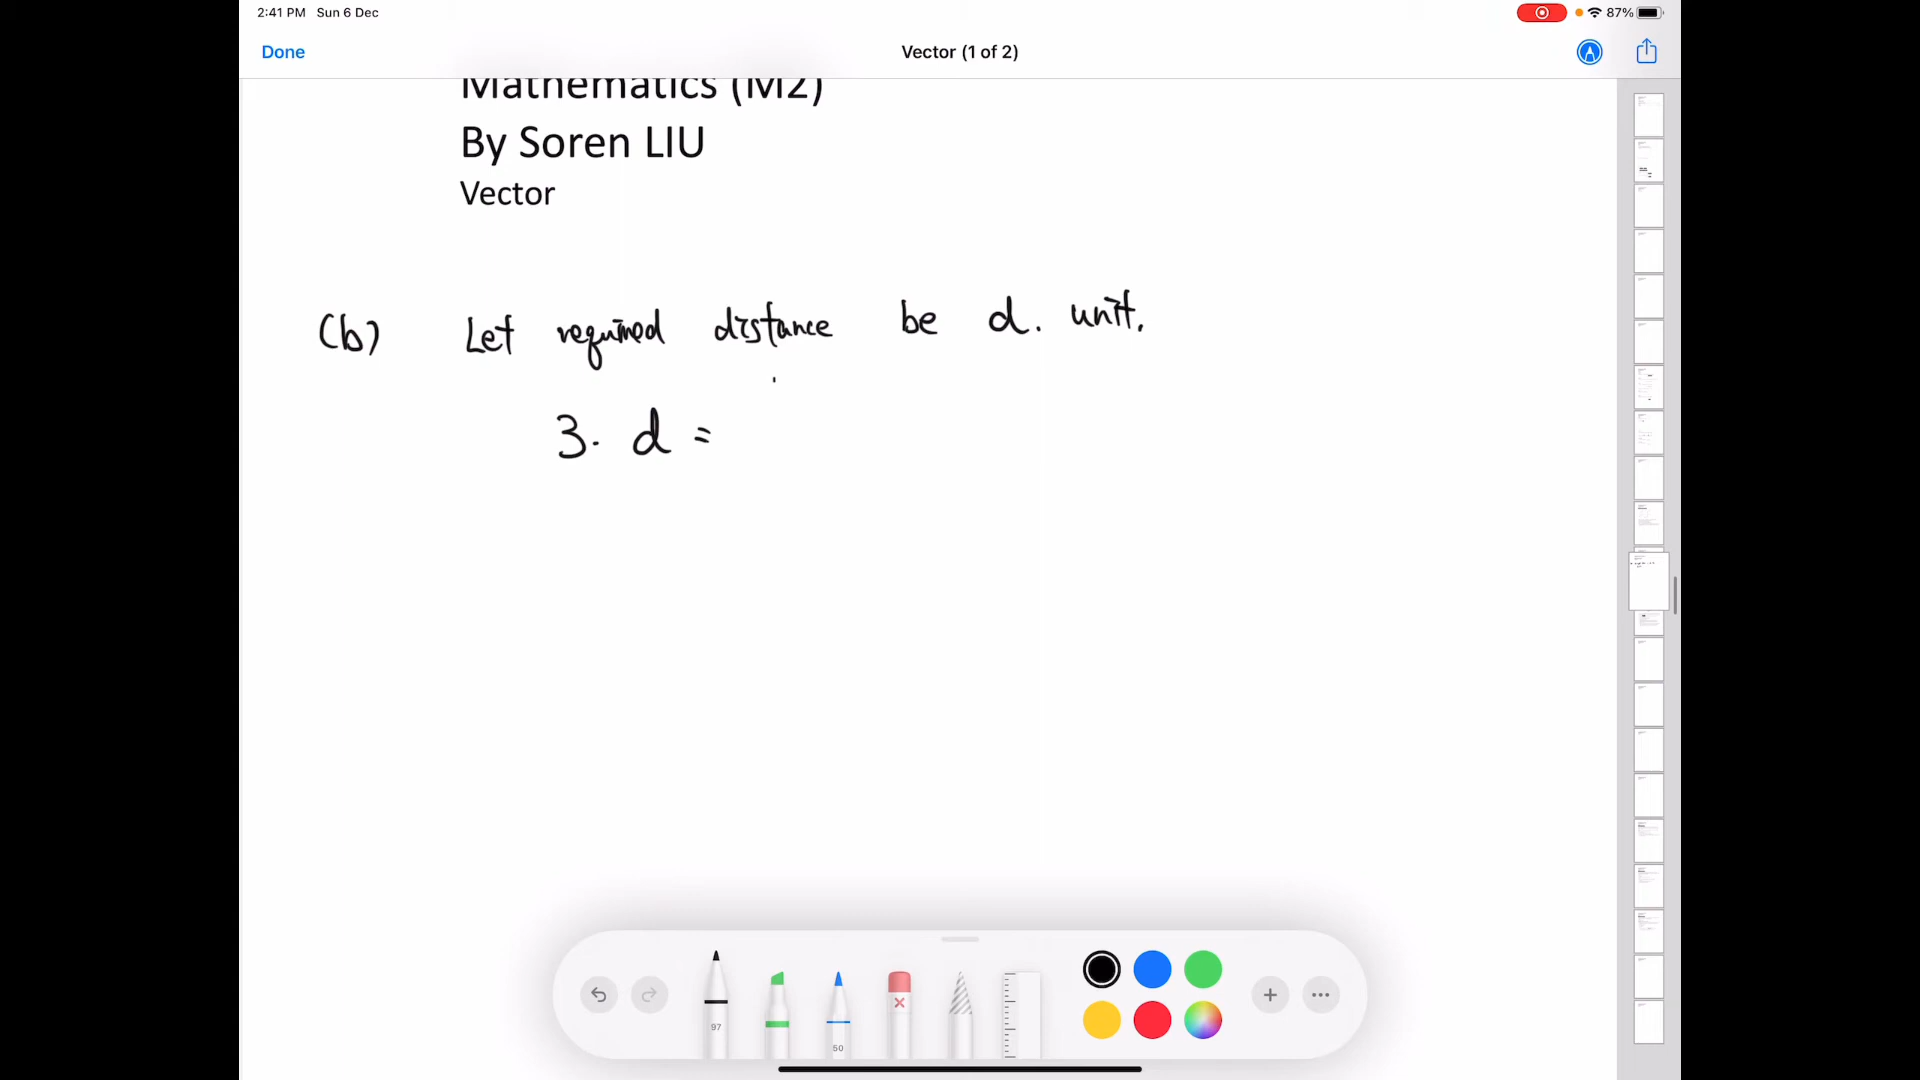 2:41 PM Sun 6 Dec 87%
Done Vector (1 of 2)
Mathematics (M2)
By Soren LIU
Vector
(b) Let required distance be d. unit.
3. d =
97
50